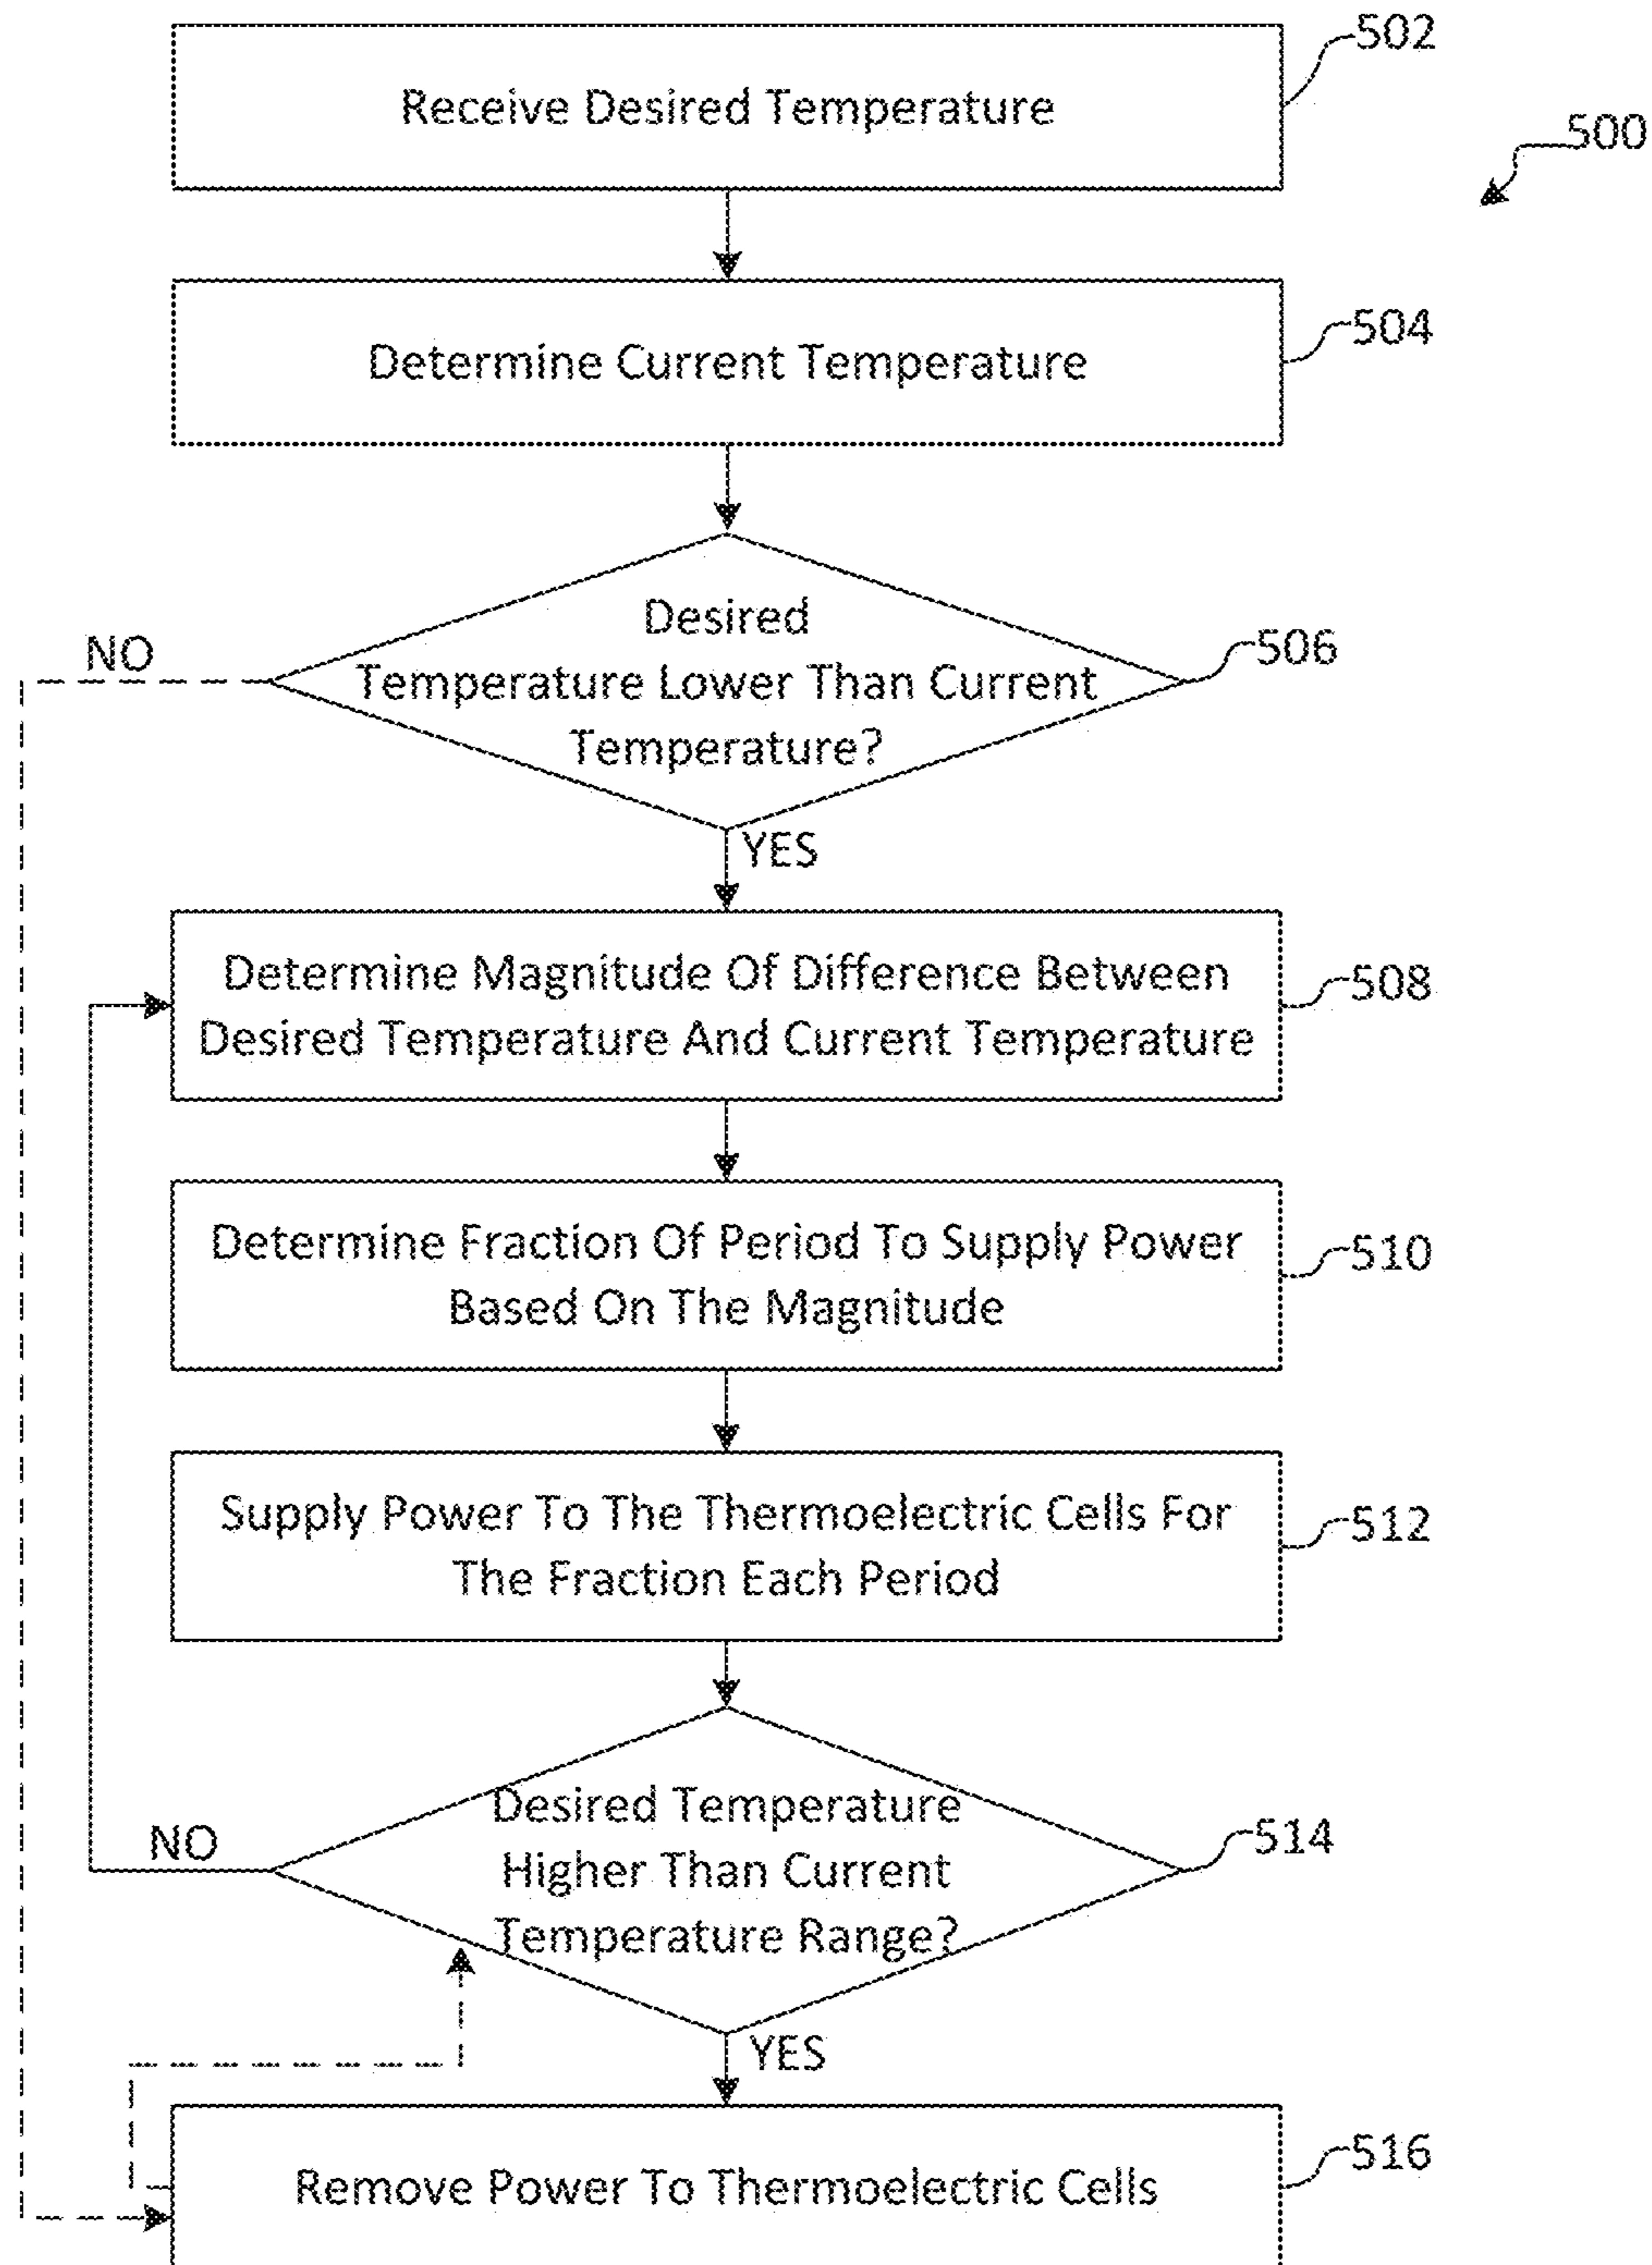 502
Receive Desired Temperature
500
504
Determine Current Temperature
Desired
NO
506
Temperature Lower Than Current
Temperature?
YES
Determine Magnitude Of Difference Between
508
Desired Temperature And Current Temperature
Determine Fraction Of Period To Supply Power
510
Based On The Magnitude
Supply Power To The Thermoelectric Cells For
512
The Fraction Each Period
Desired Temperature
NO
514
Higher Than Current
Temperature Range?
YES
516
Remove Power To Thermoelectric Cells